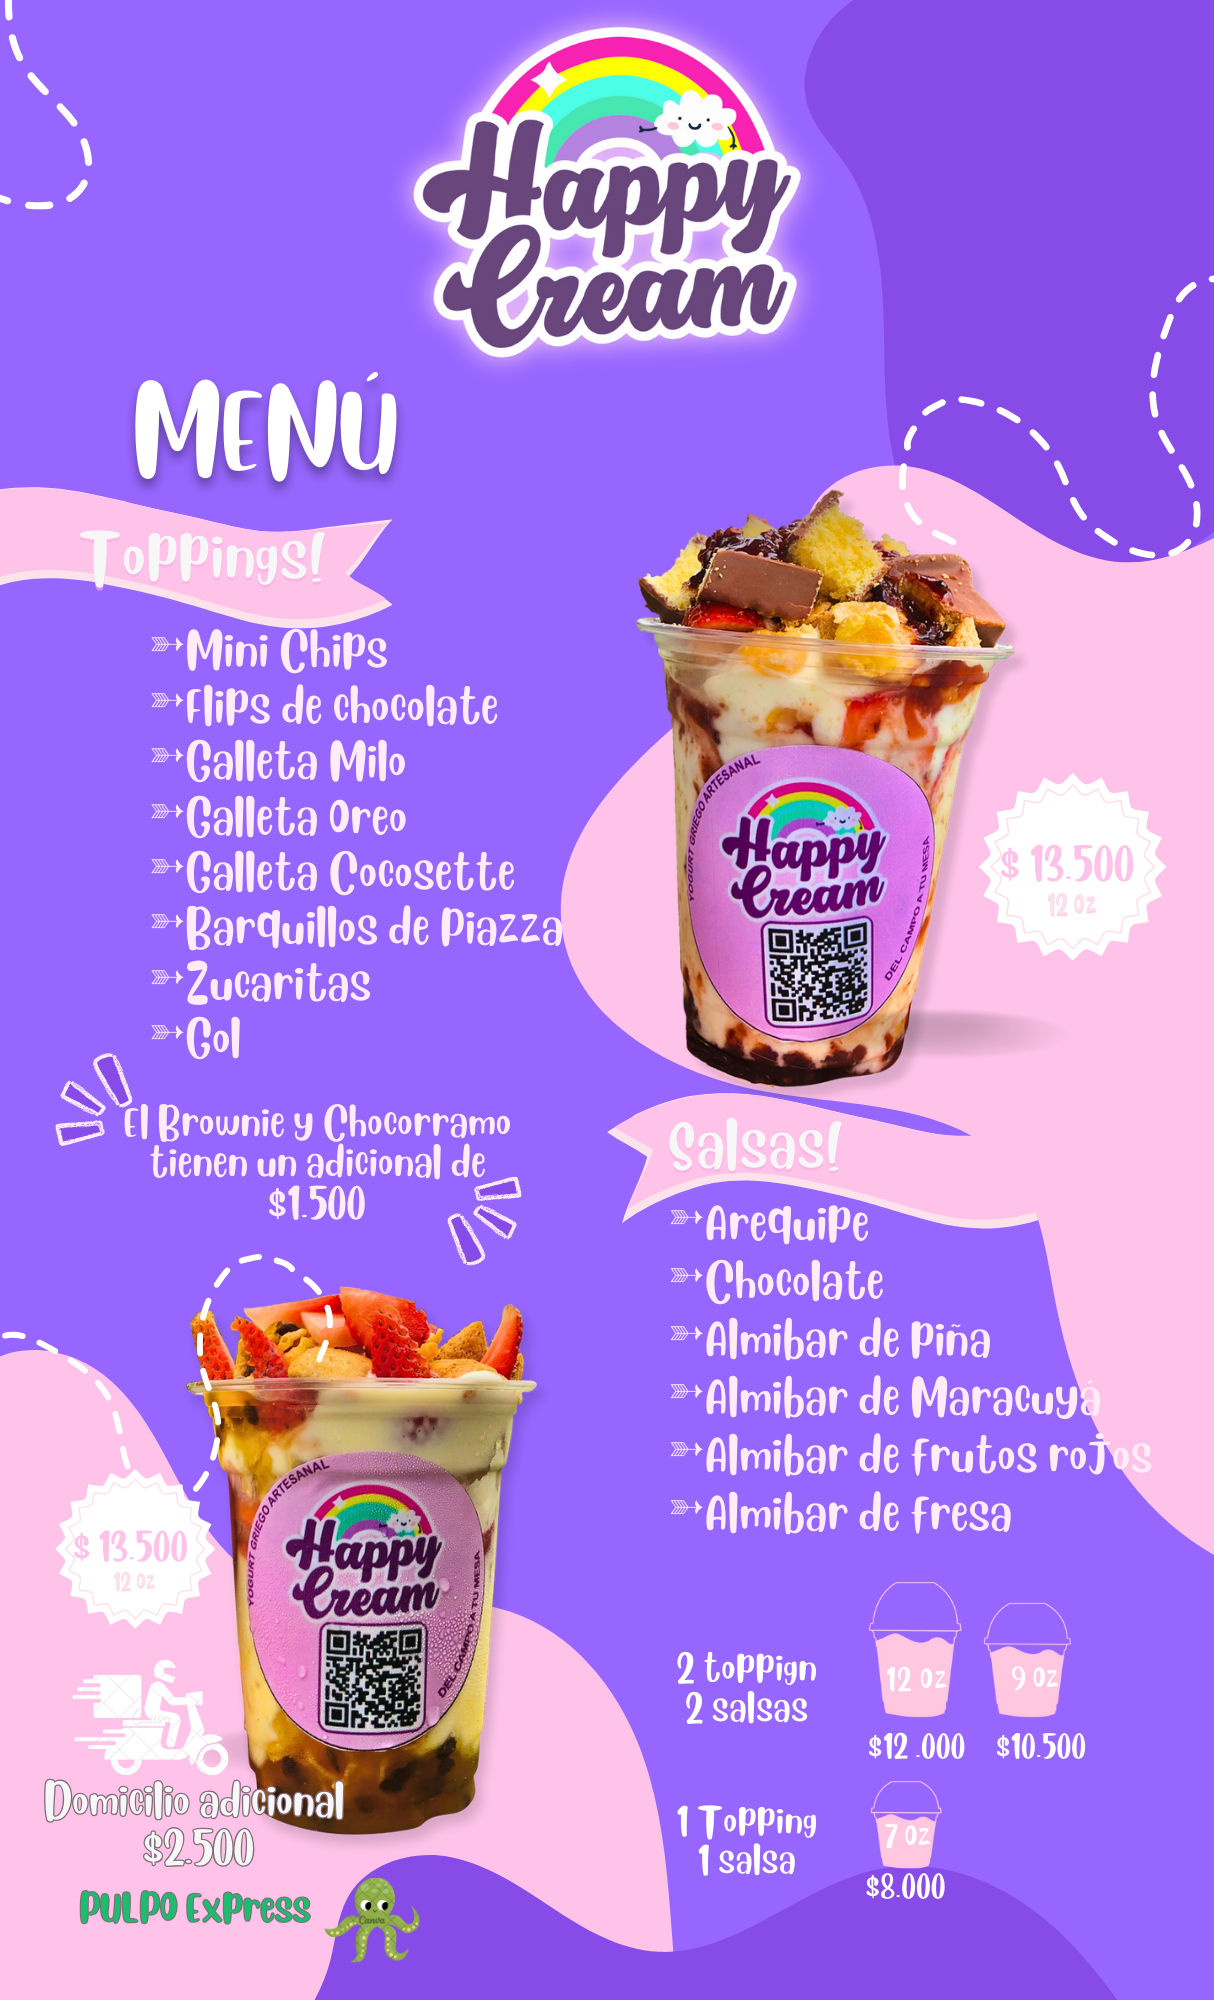 Happy
Cream
MENÚ
Toppings!
Mini Chips
Flips de chocolate
Galleta Milo
Galleta Oreo
Galleta Cocosette
Barquillos de Piazza
Zucaritas
Gol
El Brownie y Chocorramo
tienen un adicional de
$1.500
YOGURT GRIEGO ARTESANAL
Happy
Cream
DEL CAMPO A TU MESA
$ 13.500
12 oz
Salsas!
Arequipe
Chocolate
Almibar de Piña
Almibar de Maracuyá
Almibar de frutos rojos
Almibar de fresa
YOGURT GRIEGO ARTESANAL
Happy
Cream
DEL CAMPO A TU MESA
$ 13.500
12 oz
Domicilio adicional
$2.500
PULPO Express
Canva
2 toppign
2 salsas
12 oz
9 oz
$12 .000
$10.500
1 Topping
1 salsa
7 oz
$8.000